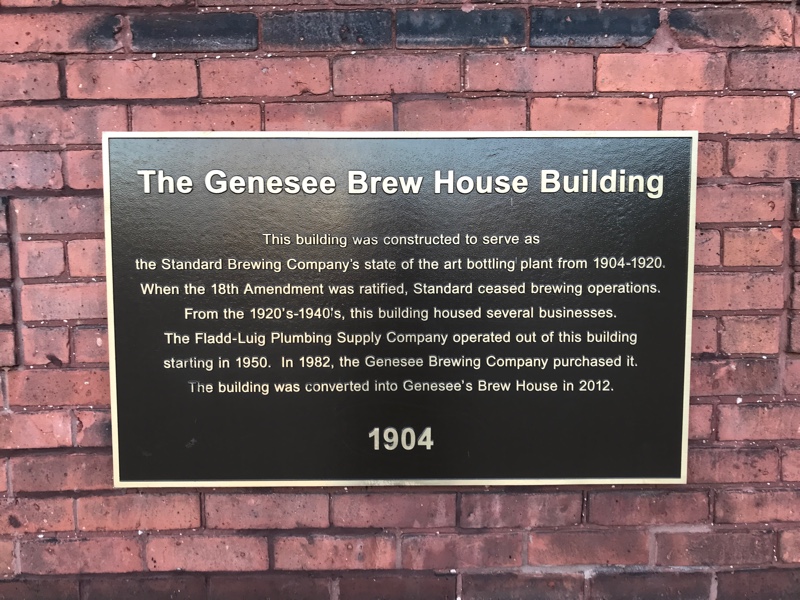 The Genesee Brew House Building
This building was constructed to serve as
the Standard Brewing Company's state of the art bottling plant from 1904-1920.
When the 18th Amendment was ratified, Standard ceased brewing operations.
From the 1920's-1940's, this building housed several businesses.
The Fladd-Luig Plumbing Supply Company operated out of this building
starting in 1950. In 1982, the Genesee Brewing Company purchased it.
The building was converted into Genesee's Brew House in 2012.
1904